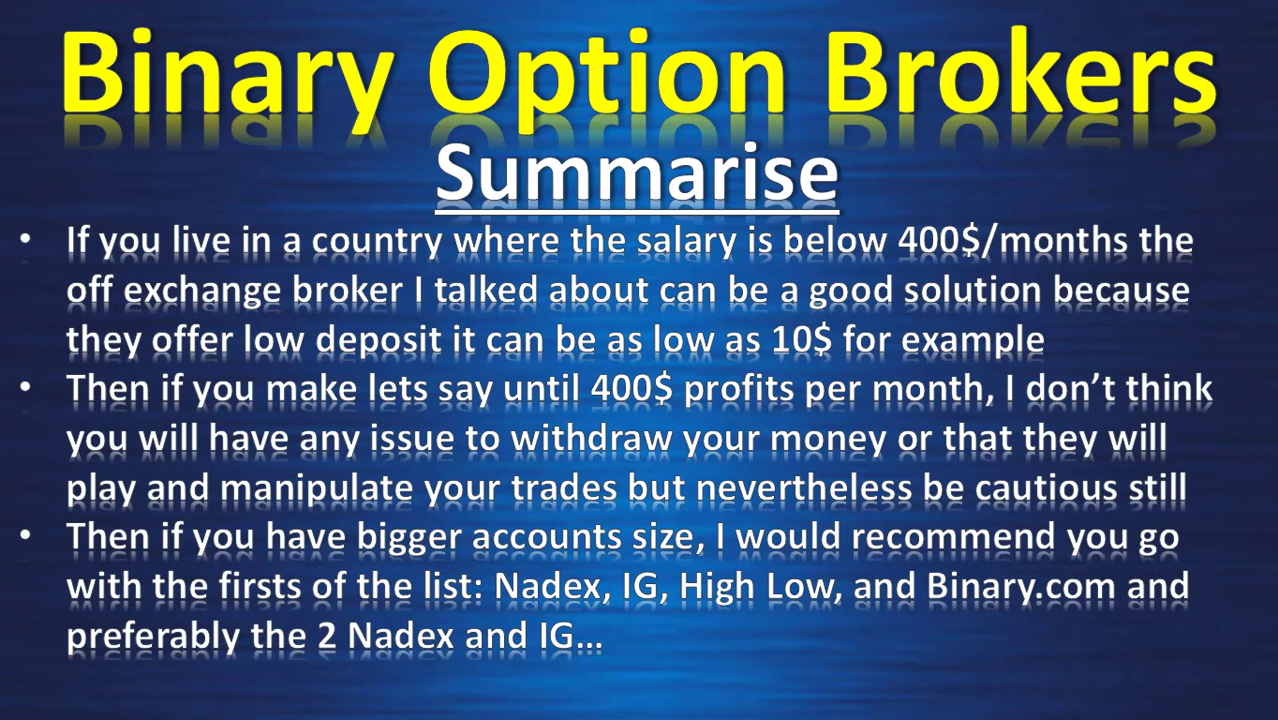 Binary Option Brokers
Summarise
• If you live in a country where the salary is below 400$/months the
off exchange broker I talked about can be a good solution because
they offer low deposit it can be as low as 10$ for example
• Then if you make lets say until 400$ profits per month, I don’t think
you will have any issue to withdraw your money or that they will
play and manipulate your trades but nevertheless be cautious still
• Then if you have bigger accounts size, I would recommend you go
with the firsts of the list: Nadex, IG, High Low, and Binary.com and
preferably the 2 Nadex and IG…